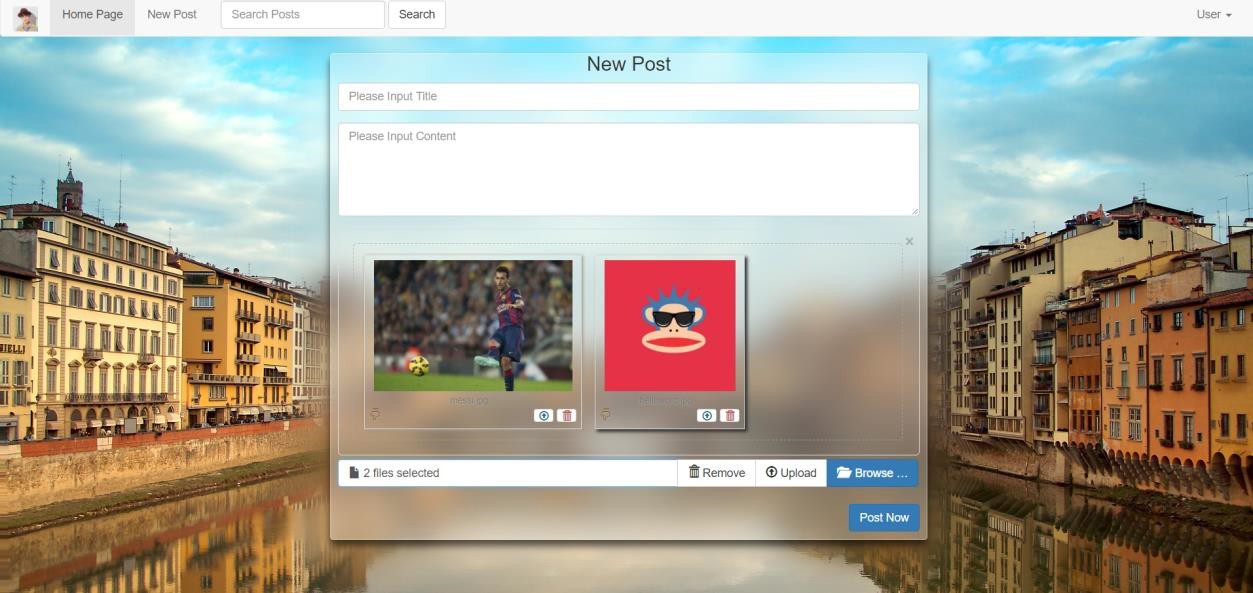 Home Page
New Post
Search Posts
Search
User
New Post
Please Input Title
Please Input Content
messi.jpg
2 files selected
Remove
Upload
Browse …
Post Now